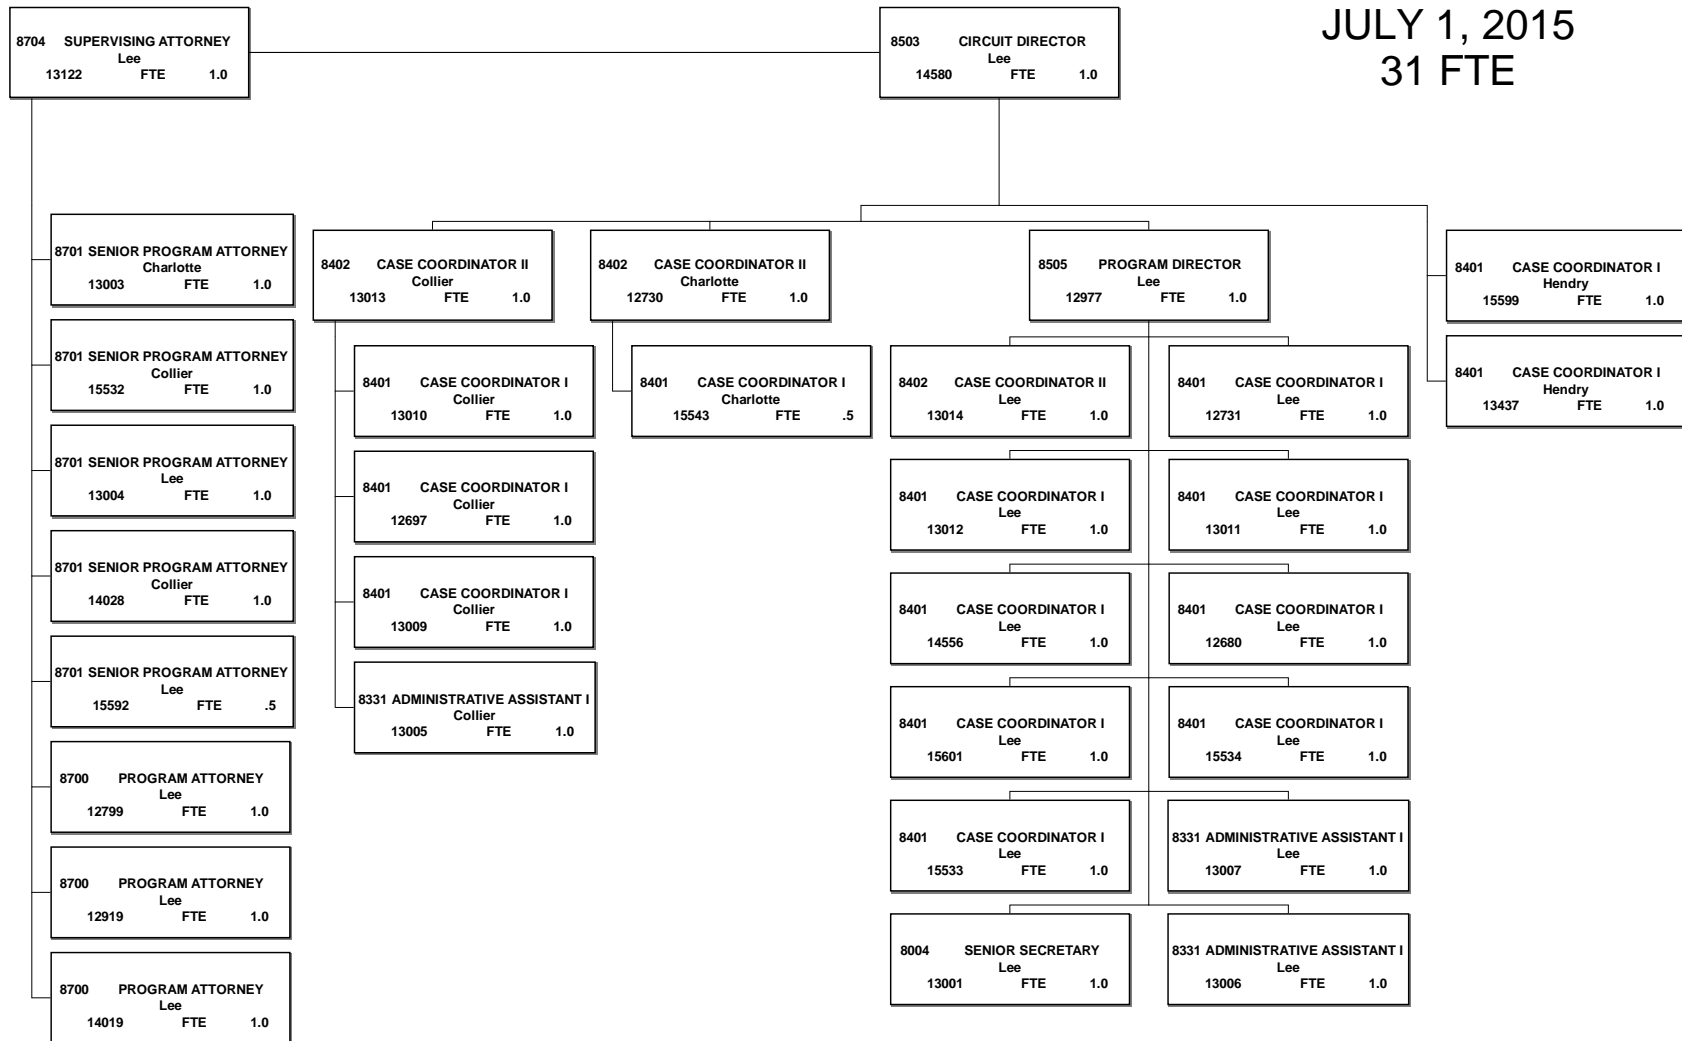 JULY 1, 2015
31 FTE
8704 SUPERVISING ATTORNEY
Lee
13122 FTE 1.0
8503 CIRCUIT DIRECTOR
Lee
14580 FTE 1.0
8701 SENIOR PROGRAM ATTORNEY
Charlotte
13003 FTE 1.0
8701 SENIOR PROGRAM ATTORNEY
Collier
15532 FTE 1.0
8701 SENIOR PROGRAM ATTORNEY
Lee
13004 FTE 1.0
8701 SENIOR PROGRAM ATTORNEY
Collier
14028 FTE 1.0
8701 SENIOR PROGRAM ATTORNEY
Lee
15592 FTE .5
8700 PROGRAM ATTORNEY
Lee
12799 FTE 1.0
8700 PROGRAM ATTORNEY
Lee
12919 FTE 1.0
8700 PROGRAM ATTORNEY
Lee
14019 FTE 1.0
8402 CASE COORDINATOR II
Collier
13013 FTE 1.0
8401 CASE COORDINATOR I
Collier
13010 FTE 1.0
8401 CASE COORDINATOR I
Collier
12697 FTE 1.0
8401 CASE COORDINATOR I
Collier
13009 FTE 1.0
8331 ADMINISTRATIVE ASSISTANT I
Collier
13005 FTE 1.0
8402 CASE COORDINATOR II
Charlotte
12730 FTE 1.0
8401 CASE COORDINATOR I
Charlotte
15543 FTE .5
8505 PROGRAM DIRECTOR
Lee
12977 FTE 1.0
8402 CASE COORDINATOR II
Lee
13014 FTE 1.0
8401 CASE COORDINATOR I
Lee
12731 FTE 1.0
8401 CASE COORDINATOR I
Lee
13012 FTE 1.0
8401 CASE COORDINATOR I
Lee
13011 FTE 1.0
8401 CASE COORDINATOR I
Lee
14556 FTE 1.0
8401 CASE COORDINATOR I
Lee
12680 FTE 1.0
8401 CASE COORDINATOR I
Lee
15601 FTE 1.0
8401 CASE COORDINATOR I
Lee
15534 FTE 1.0
8401 CASE COORDINATOR I
Lee
15533 FTE 1.0
8331 ADMINISTRATIVE ASSISTANT I
Lee
13007 FTE 1.0
8004 SENIOR SECRETARY
Lee
13001 FTE 1.0
8331 ADMINISTRATIVE ASSISTANT I
Lee
13006 FTE 1.0
8401 CASE COORDINATOR I
Hendry
15599 FTE 1.0
8401 CASE COORDINATOR I
Hendry
13437 FTE 1.0